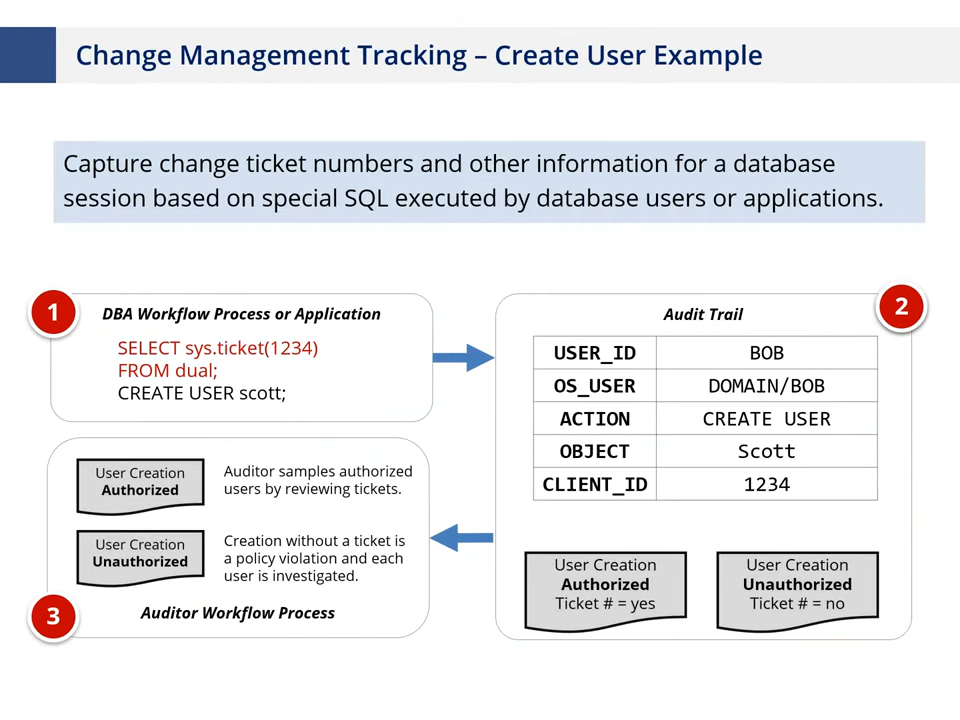 Change Management Tracking – Create User Example
Capture change ticket numbers and other information for a database
session based on special SQL executed by database users or applications.
1
DBA Workflow Process or Application
SELECT sys.ticket(1234)
FROM dual;
CREATE USER scott;
2
Audit Trail
USER_ID BOB
OS_USER DOMAIN/BOB
ACTION CREATE USER
OBJECT Scott
CLIENT_ID 1234
User Creation
Authorized
Ticket # = yes
User Creation
Unauthorized
Ticket # = no
User Creation
Authorized
Auditor samples authorized
users by reviewing tickets.
User Creation
Unauthorized
Creation without a ticket is
a policy violation and each
user is investigated.
3
Auditor Workflow Process